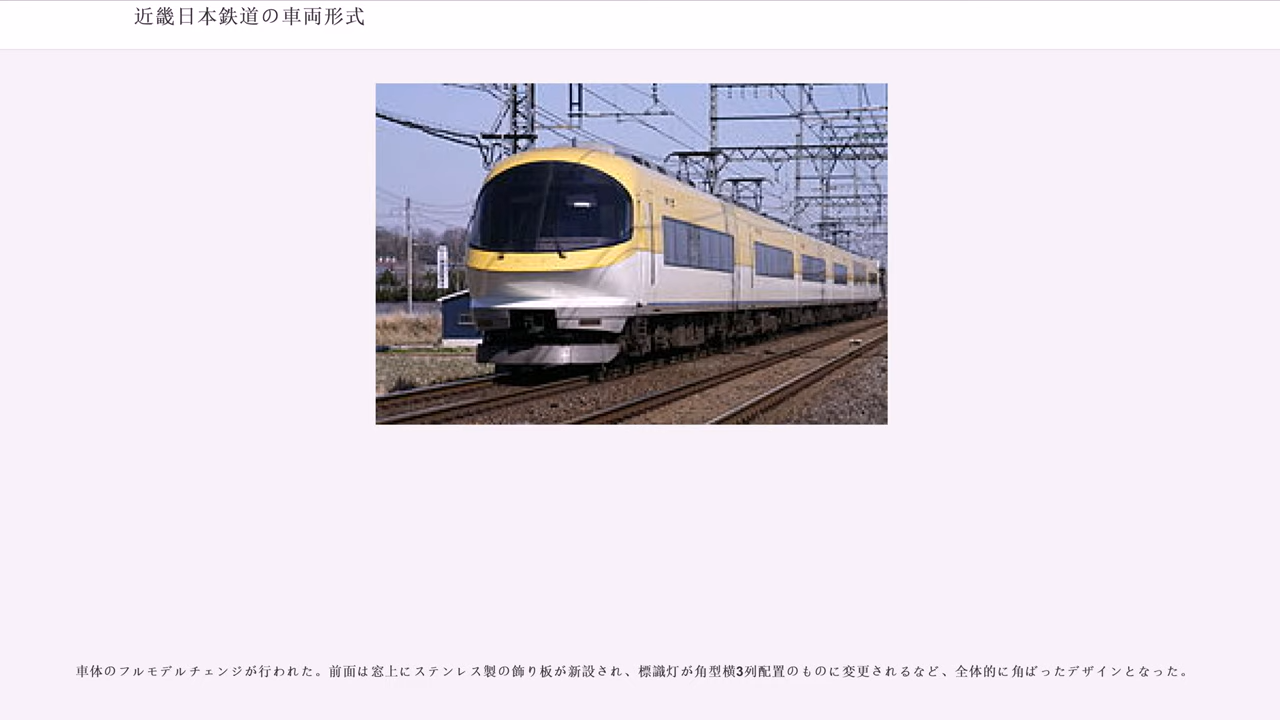 近畿日本鉄道の車両形式
車体のフルモデルチェンジが行われた。前面は窓上にステンレス製の飾り板が新設され、標識灯が角型横3列配置のものに変更されるなど、全体的に角ばったデザインとなった。